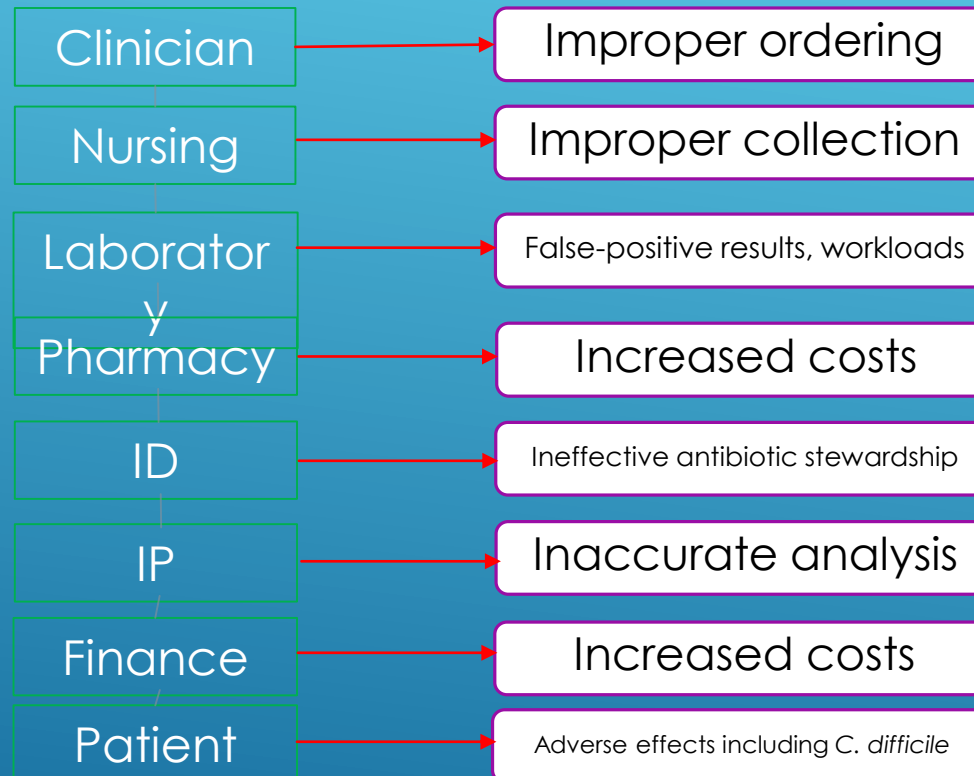 Clinician
Improper ordering
Nursing
Improper collection
Laborator
y
False-positive results, workloads
Pharmacy
Increased costs
ID
Ineffective antibiotic stewardship
IP
Inaccurate analysis
Finance
Increased costs
Patient
Adverse effects including C. difficile